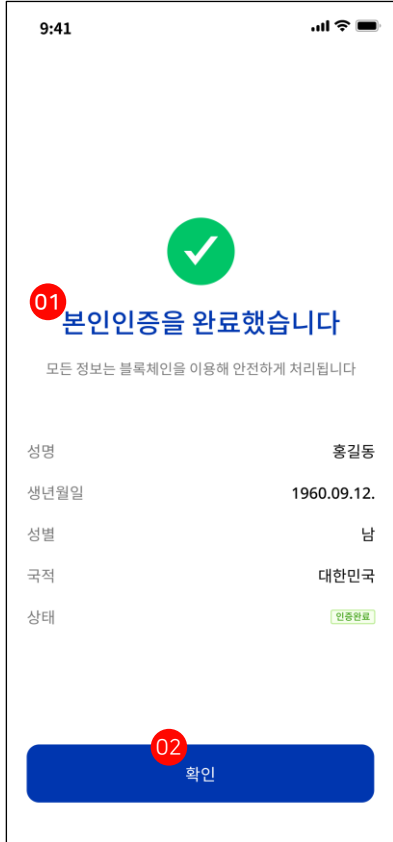 9:41
01
본인인증을 완료했습니다
모든 정보는 블록체인을 이용해 안전하게 처리됩니다
성명 홍길동
생년월일 1960.09.12.
성별 남
국적 대한민국
상태 인증완료
02
확인